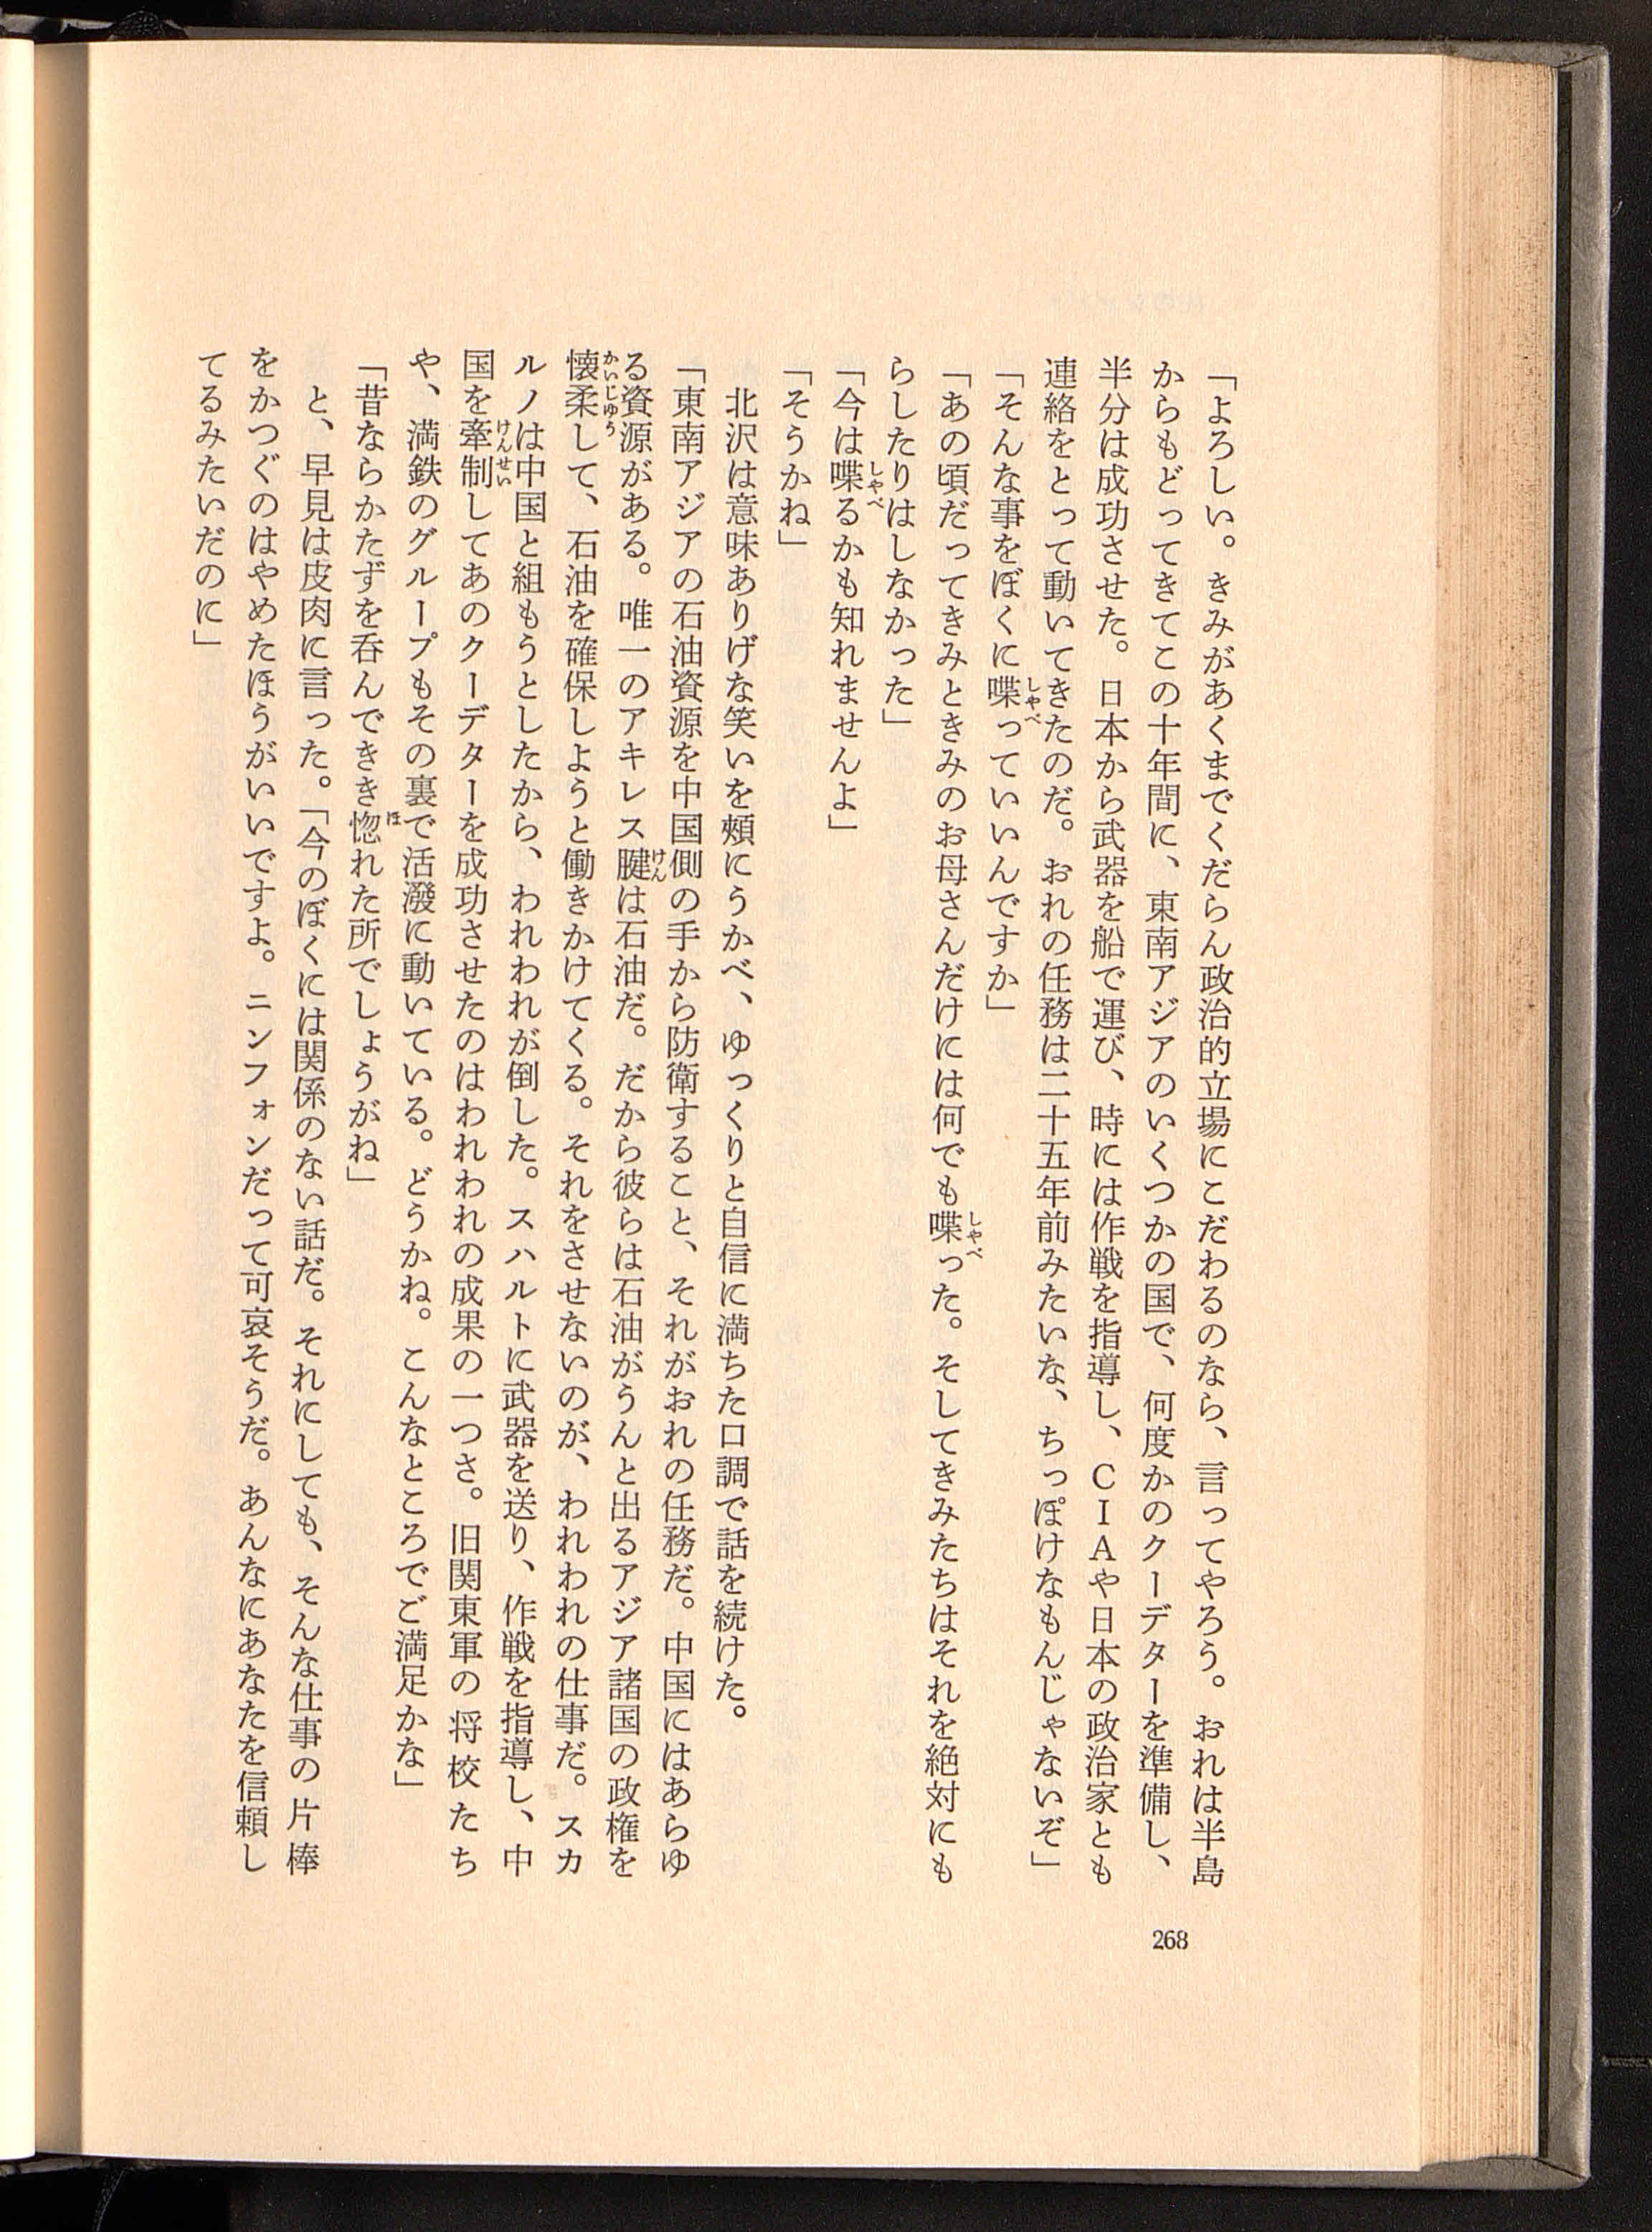 「よろしい。きみがあくまでくだらん政治的立場にこだわるのなら、言ってやろう。おれは半島
からもどってきてこの十年間に、東南アジアのいくつかの国で、何度かのクーデターを準備し、
半分は成功させた。日本から武器を船で運び、時には作戦を指導し、ＣＩＡや日本の政治家とも
連絡をとって動いてきたのだ。おれの任務は二十五年前みたいな、ちっぽけなもんじゃないぞ」
「そんな事をぼくに喋っていいんですか」
「あの頃だってきみときみのお母さんだけには何でも喋った。そしてきみたちはそれを絶対にも
らしたりはしなかった」
「今は喋るかも知れませんよ」
「そうかね」
　北沢は意味ありげな笑いを頬にうかべ、ゆっくりと自信に満ちた口調で話を続けた。
「東南アジアの石油資源を中国側の手から防衛すること、それがおれの任務だ。中国にはあらゆ
る資源がある。唯一のアキレス腱は石油だ。だから彼らは石油がうんと出るアジア諸国の政権を
懐柔して、石油を確保しようと働きかけてくる。それをさせないのが、われわれの仕事だ。スカ
ルノは中国と組もうとしたから、われわれが倒した。スハルトに武器を送り、作戦を指導し、中
国を牽制してあのクーデターを成功させたのはわれわれの成果の一つさ。旧関東軍の将校たち
や、満鉄のグループもその裏で活潑に動いている。どうかね。こんなところでご満足かな」
「昔ならかたずを呑んできき惚れた所でしょうがね」
　と、早見は皮肉に言った。「今のぼくには関係のない話だ。それにしても、そんな仕事の片棒
をかつぐのはやめたほうがいいですよ。ニンフォンだって可哀そうだ。あんなにあなたを信頼し
てるみたいだのに」
268